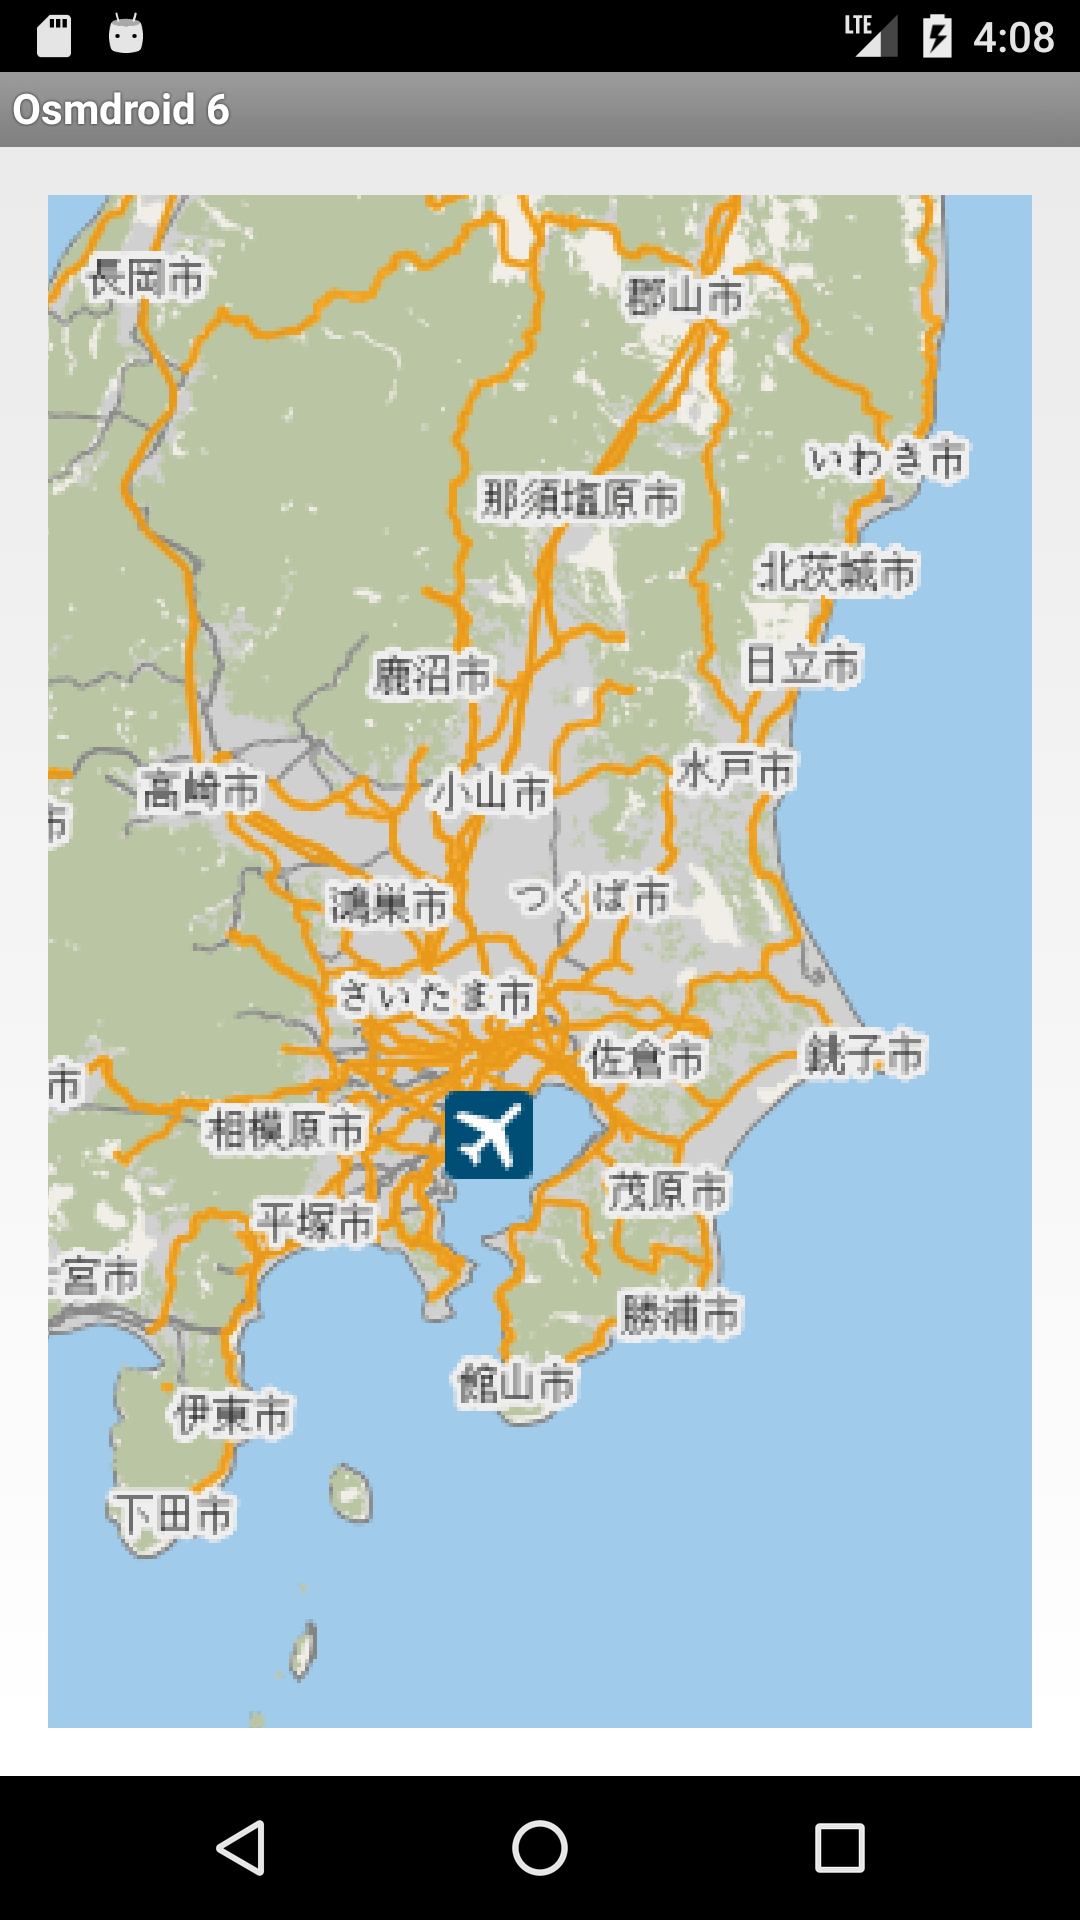 LTE 4:08
Osmdroid 6
長岡市
郡山市
いわき市
那須塩原市
北茨城市
日立市
鹿沼市
水戸市
高崎市
小山市
市
つくば市
鴻巣市
さいたま市
銚子市
佐倉市
市
相模原市
茂原市
平塚市
宮市
勝浦市
館山市
伊東市
下田市